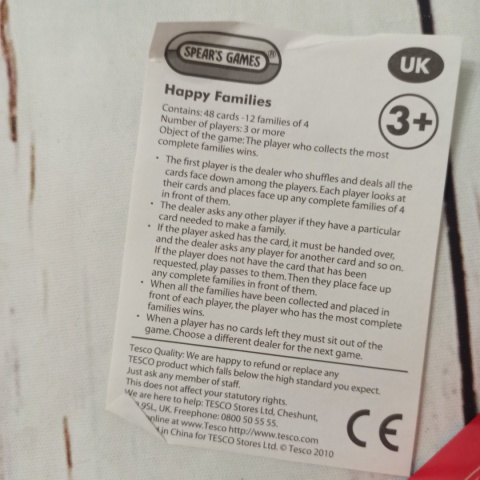 SPEAR'S GAMES®
UK
Happy Families
3+
Contains: 48 cards -12 families of 4
Number of players: 3 or more
Object of the game: The player who collects the most
complete families wins.
• The first player is the dealer who shuffles and deals all the
cards face down among the players. Each player looks at
their cards and places face up any complete families of 4
in front of them.
• The dealer asks any other player if they have a particular
card needed to make a family.
• If the player asked has the card, it must be handed over,
and the dealer asks any player for another card and so on.
If the player does not have the card that has been
requested, play passes to them. Then they place face up
any complete families in front of them.
• When all the families have been collected and placed in
front of each player, the player who has the most complete
families wins.
• When a player has no cards left they must sit out of the
game. Choose a different dealer for the next game.
Tesco Quality: We are happy to refund or replace any
TESCO product which falls below the high standard you expect.
Just ask any member of staff.
This does not affect your statutory rights.
We are here to help: TESCO Stores Ltd, Cheshunt,
9SL, UK. Freephone: 0800 50 55 55.
online at www.Tesco http://www.tesco.com
in China for TESCO Stores Ltd. © Tesco 2010
CE